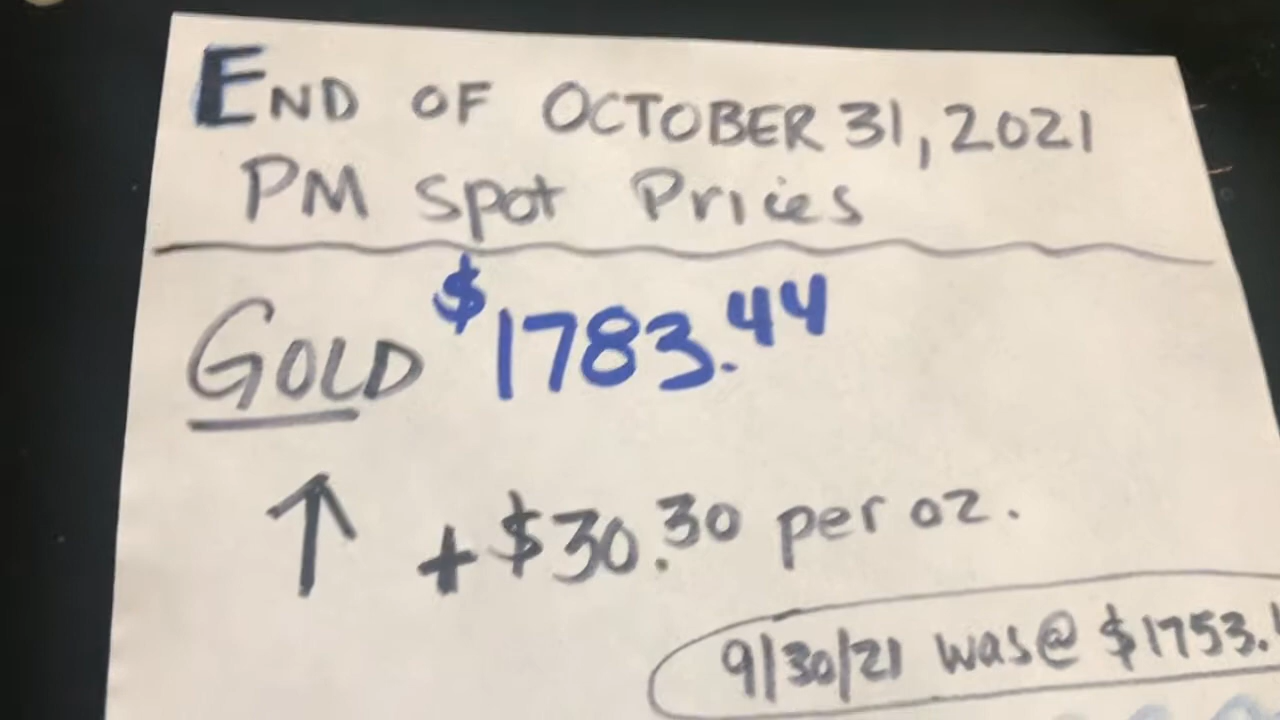 END OF OCTOBER 31, 2021
PM Spot Prices
GOLD $1783.44
↑ +$30.30 per oz.
9/30/21 was @ $1753.1